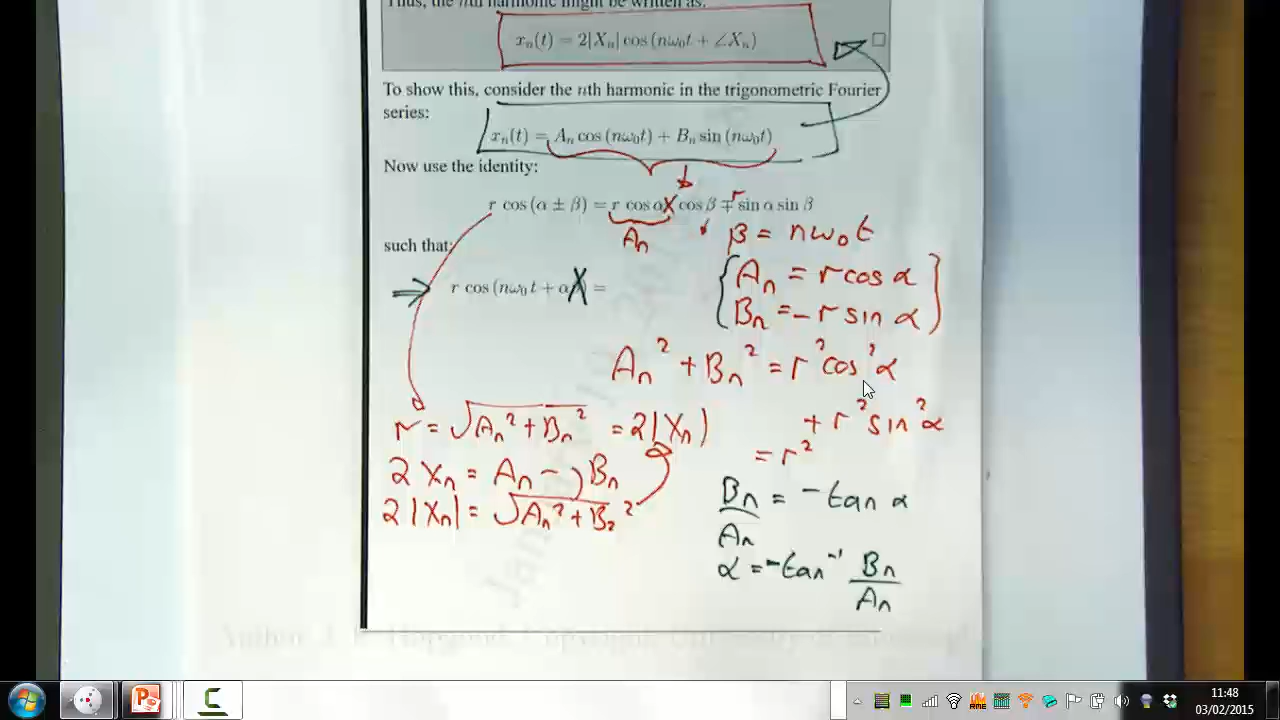 Thus, the nth harmonic might be written as:
xₙ(t) = 2|Xₙ| cos (nω₀t + ∠Xₙ)
To show this, consider the nth harmonic in the trigonometric Fourier
series:
xₙ(t) = Aₙ cos (nω₀t) + Bₙ sin (nω₀t)
Now use the identity:
r cos (α ± β) = r cos α cos β ∓ r sin α sin β
Aₙ
β = nω₀t
such that:
Aₙ = r cos α
r cos (nω₀t + α) =
Bₙ = - r sin α
Aₙ² + Bₙ² = r² cos² α
+ r² sin² α
r = √Aₙ² + Bₙ² = 2|Xₙ|
= r²
2Xₙ = Aₙ - jBₙ
2|Xₙ| = √Aₙ² + Bₙ²
Bₙ/Aₙ = - tan α
α = - tan⁻¹ Bₙ/Aₙ
11:48
03/02/2015